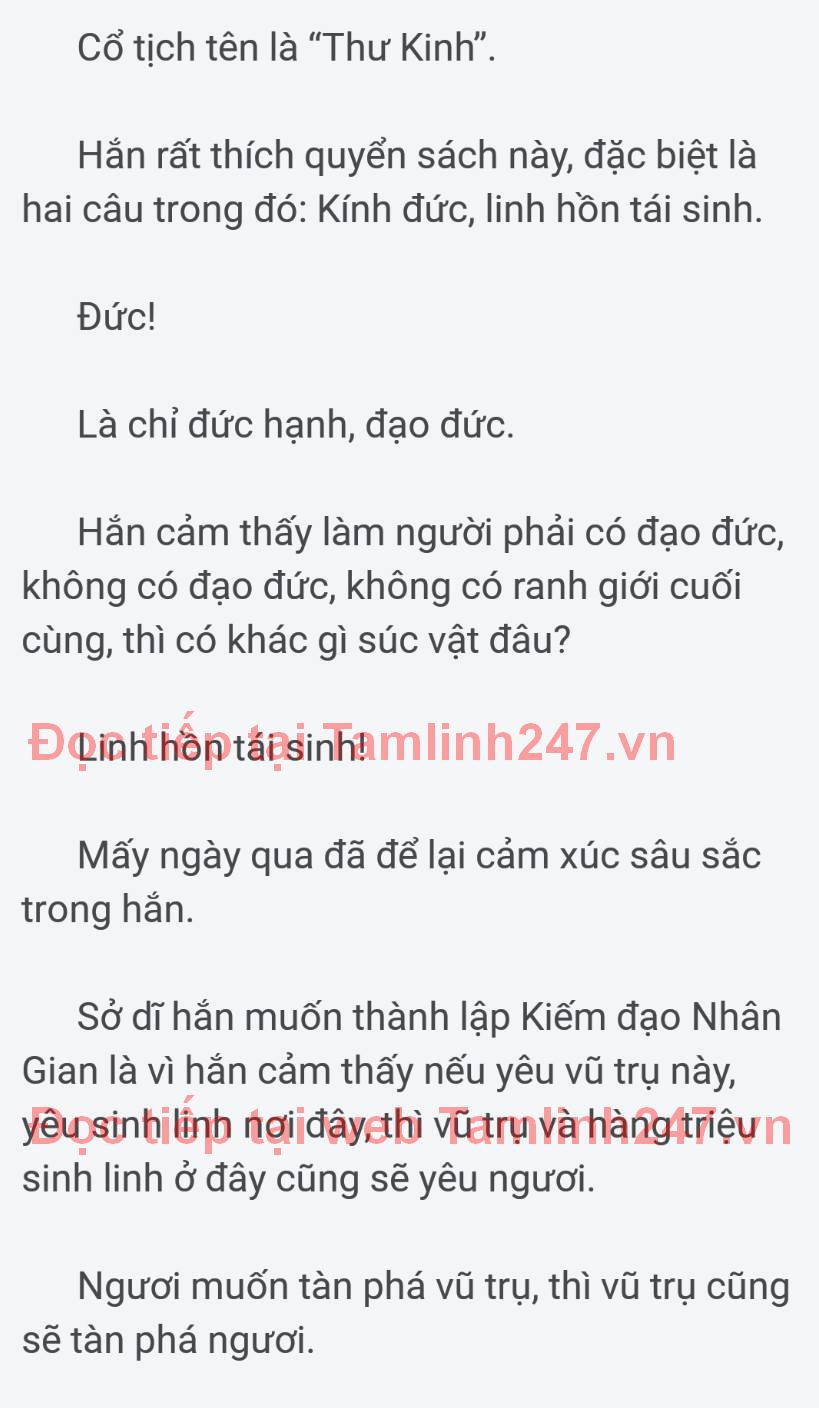 Cổ tịch tên là “Thư Kinh”.
Hắn rất thích quyển sách này, đặc biệt là
hai câu trong đó: Kính đức, linh hồn tái sinh.
Đức!
Là chỉ đức hạnh, đạo đức.
Hắn cảm thấy làm người phải có đạo đức,
không có đạo đức, không có ranh giới cuối
cùng, thì có khác gì súc vật đâu?
Đọc tiếp tại Tamlinh247.vn
Linh hồn tái sinh!
Mấy ngày qua đã để lại cảm xúc sâu sắc
trong hắn.
Sở dĩ hắn muốn thành lập Kiếm đạo Nhân
Gian là vì hắn cảm thấy nếu yêu vũ trụ này,
Đọc tiếp tại web Tamlinh247.vn
yêu sinh linh nơi đây, thì vũ trụ và hàng triệu
sinh linh ở đây cũng sẽ yêu ngươi.
Ngươi muốn tàn phá vũ trụ, thì vũ trụ cũng
sẽ tàn phá ngươi.